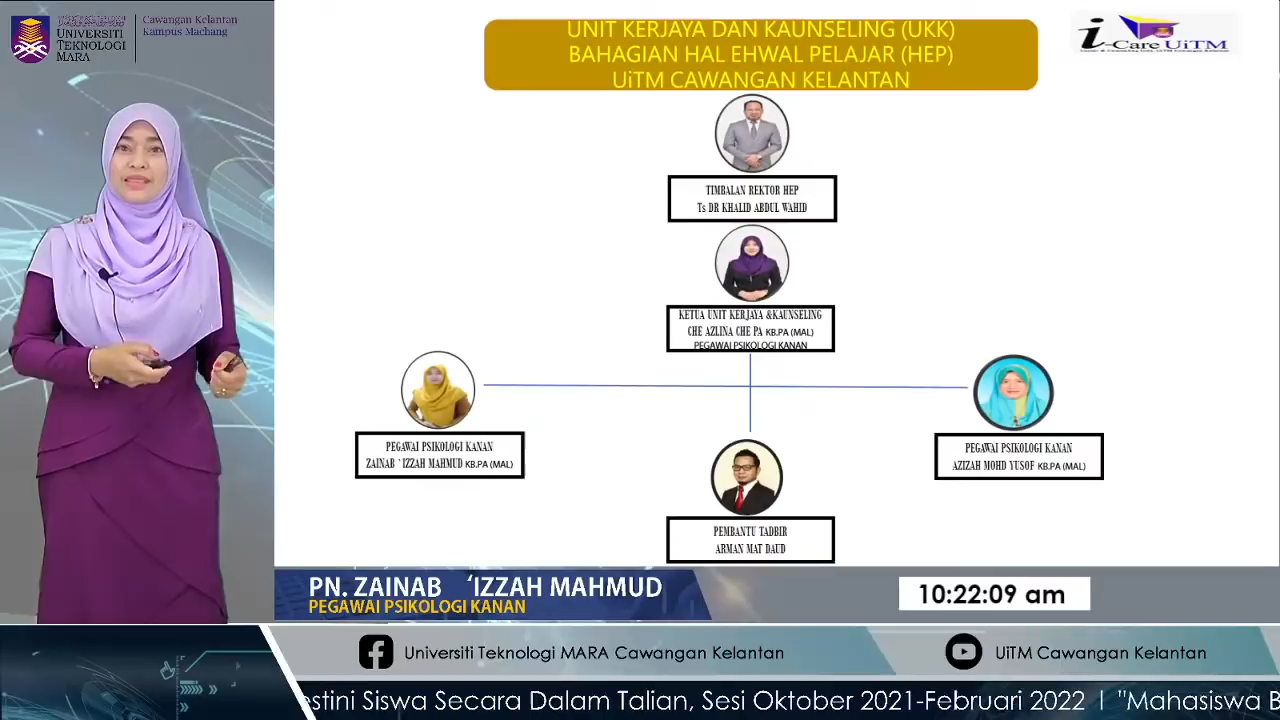 UNIVERSITI
TEKNOLOGI
MARA
Cawangan Kelantan
Kampus Machang
UNIT KERJAYA DAN KAUNSELING (UKK)
BAHAGIAN HAL EHWAL PELAJAR (HEP)
UiTM CAWANGAN KELANTAN
i-Care UiTM
TIMBALAN REKTOR HEP
Ts DR KHALID ABDUL WAHID
KETUA UNIT KERJAYA &KAUNSELING
CHE AZLINA CHE PA KB.PA (MAL)
PEGAWAI PSIKOLOGI KANAN
PEGAWAI PSIKOLOGI KANAN
ZAINAB `IZZAH MAHMUD KB.PA (MAL)
PEGAWAI PSIKOLOGI KANAN
AZIZAH MOHD YUSOF KB.PA (MAL)
PEMBANTU TADBIR
ARMAN MAT DAUD
PN. ZAINAB ‘IZZAH MAHMUD
PEGAWAI PSIKOLOGI KANAN
10:22:09 am
Universiti Teknologi MARA Cawangan Kelantan
UiTM Cawangan Kelantan
estini Siswa Secara Dalam Talian, Sesi Oktober 2021-Februari 2022 | "Mahasiswa B